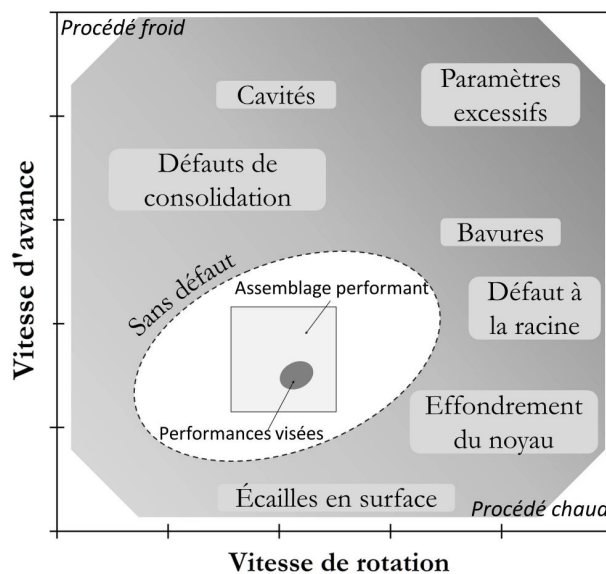 Procédé froid
Cavités
Paramètres
excessifs
Défauts de
consolidation
Bavures
Sans défaut
Assemblage performant
Défaut à
la racine
Performances visées
Effondrement
du noyau
Écailles en surface
Procédé chaud
Vitesse d'avance
Vitesse de rotation